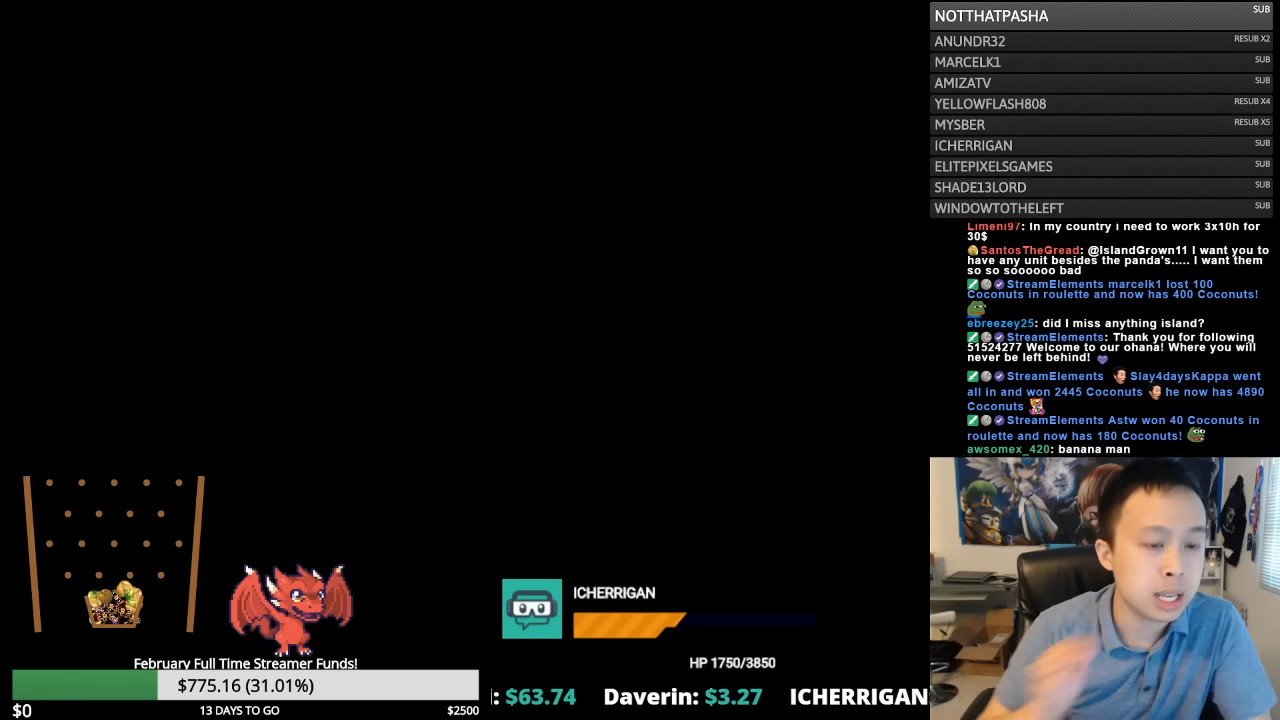 NOTTHATPASHA SUB
ANUNDR32 RESUB X2
MARCELK1 SUB
AMIZATV SUB
YELLOWFLASH808 RESUB X4
MYSBER RESUB X5
ICHERRIGAN SUB
ELITEPIXELSGAMES SUB
SHADE13LORD SUB
WINDOWTOTHELEFT SUB
Limeni97: In my country i need to work 3x10h for
30$
SantosTheGread: @IslandGrown11 I want you to
have any unit besides the panda's..... I want them
so so soooooo bad
StreamElements marcelk1 lost 100
Coconuts in roulette and now has 400 Coconuts!
ebreezey25: did I miss anything island?
StreamElements: Thank you for following
51524277 Welcome to our ohana! Where you will
never be left behind!
StreamElements Slay4daysKappa went
all in and won 2445 Coconuts he now has 4890
Coconuts
StreamElements Astw won 40 Coconuts in
roulette and now has 180 Coconuts!
awsomex_420: banana man
ICHERRIGAN
HP 1750/3850
February Full Time Streamer Funds!
$775.16 (31.01%)
$0 13 DAYS TO GO $2500
: $63.74 Daverin: $3.27 ICHERRIGAN